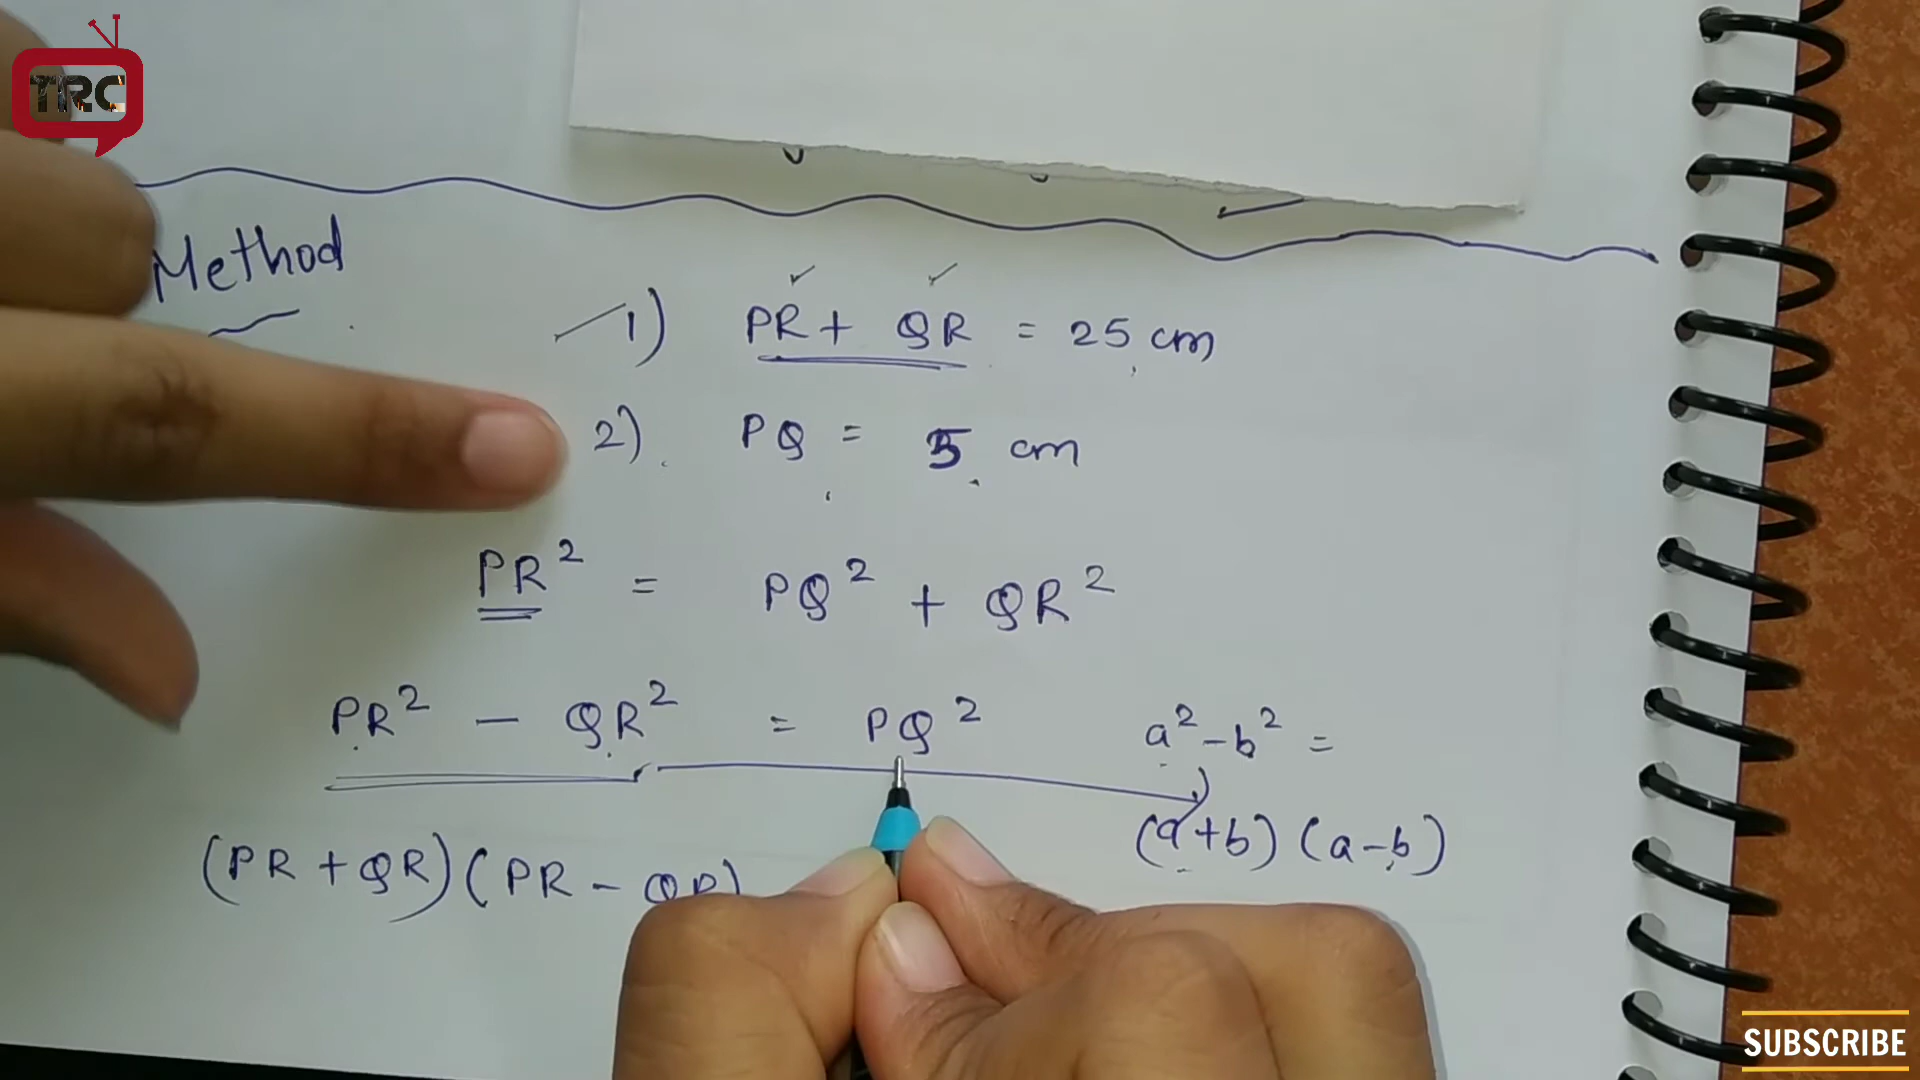 TRC
Method
1) PR + QR = 25 cm
2) PQ = 5 cm
PR² = PQ² + QR²
PR² - QR² = PQ²
a² - b² =
(a+b) (a-b)
(PR + QR) (PR - QR)
SUBSCRIBE